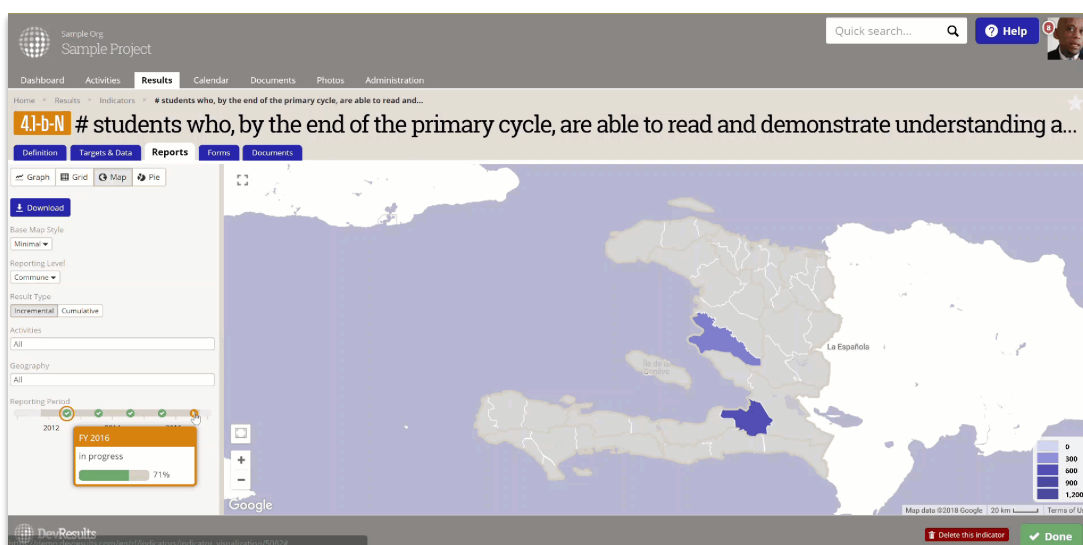 Sample Org
Sample Project
Quick search...
Help
8
Dashboard Activities Results Calendar Documents Photos Administration
Home Results Indicators # students who, by the end of the primary cycle, are able to read and...
4.1-b-N # students who, by the end of the primary cycle, are able to read and demonstrate understanding a...
Definition Targets & Data Reports Forms Documents
Graph Grid Map Pie
Download
Base Map Style
Minimal
Reporting Level
Commune
Result Type
Incremental Cumulative
Activities
All
Geography
All
Reporting Period
2012
FY 2016
in progress
71%
La Española
+
−
Google
0
300
600
900
1,200
Map data ©2018 Google 20 km Terms of U
DevResults
Delete this indicator
Done